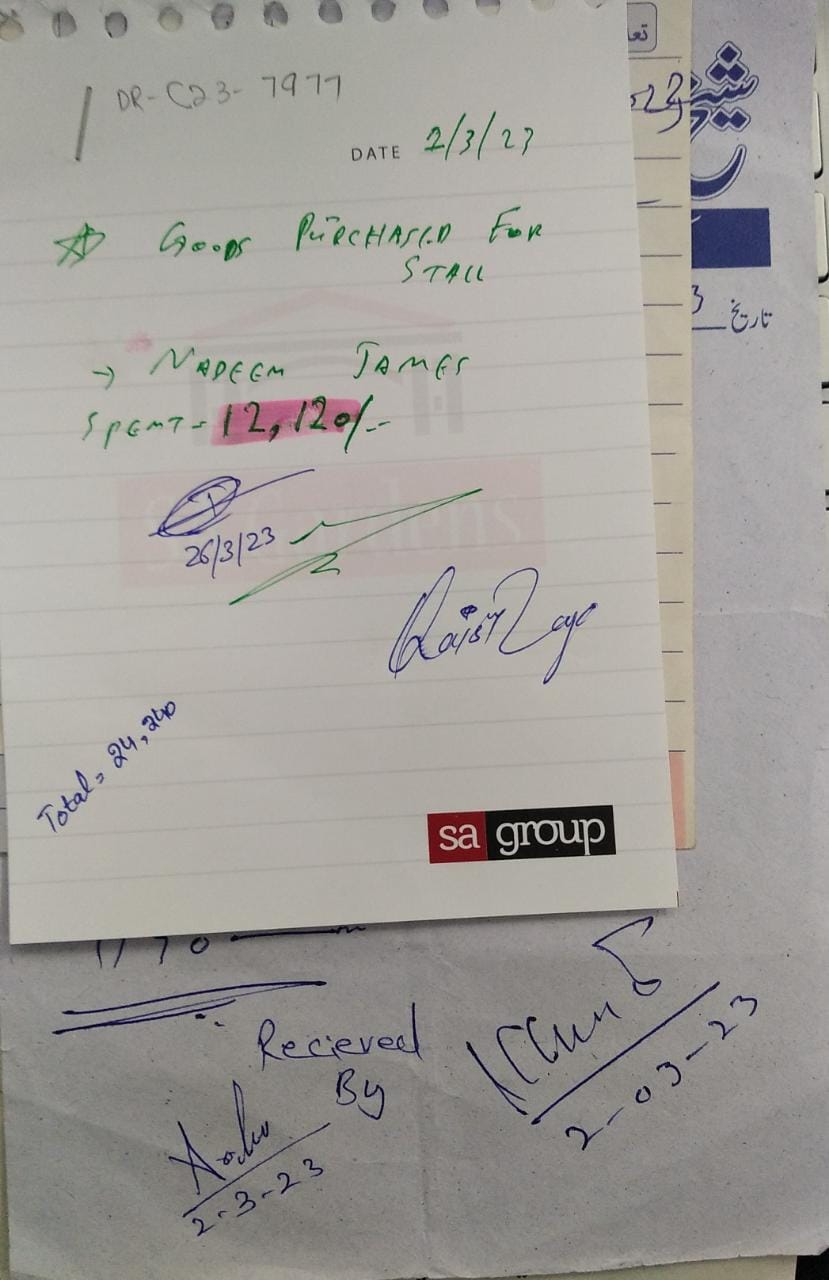 DR-C23-7977
DATE 2/3/23
Goods PURCHASED FOR
STALL
→ NADEEM JAMES
Spent = 12,120/-
26/3/23
Total = 24,240
sa group
تاریخ
Recieved
By
2-3-23
2-03-23